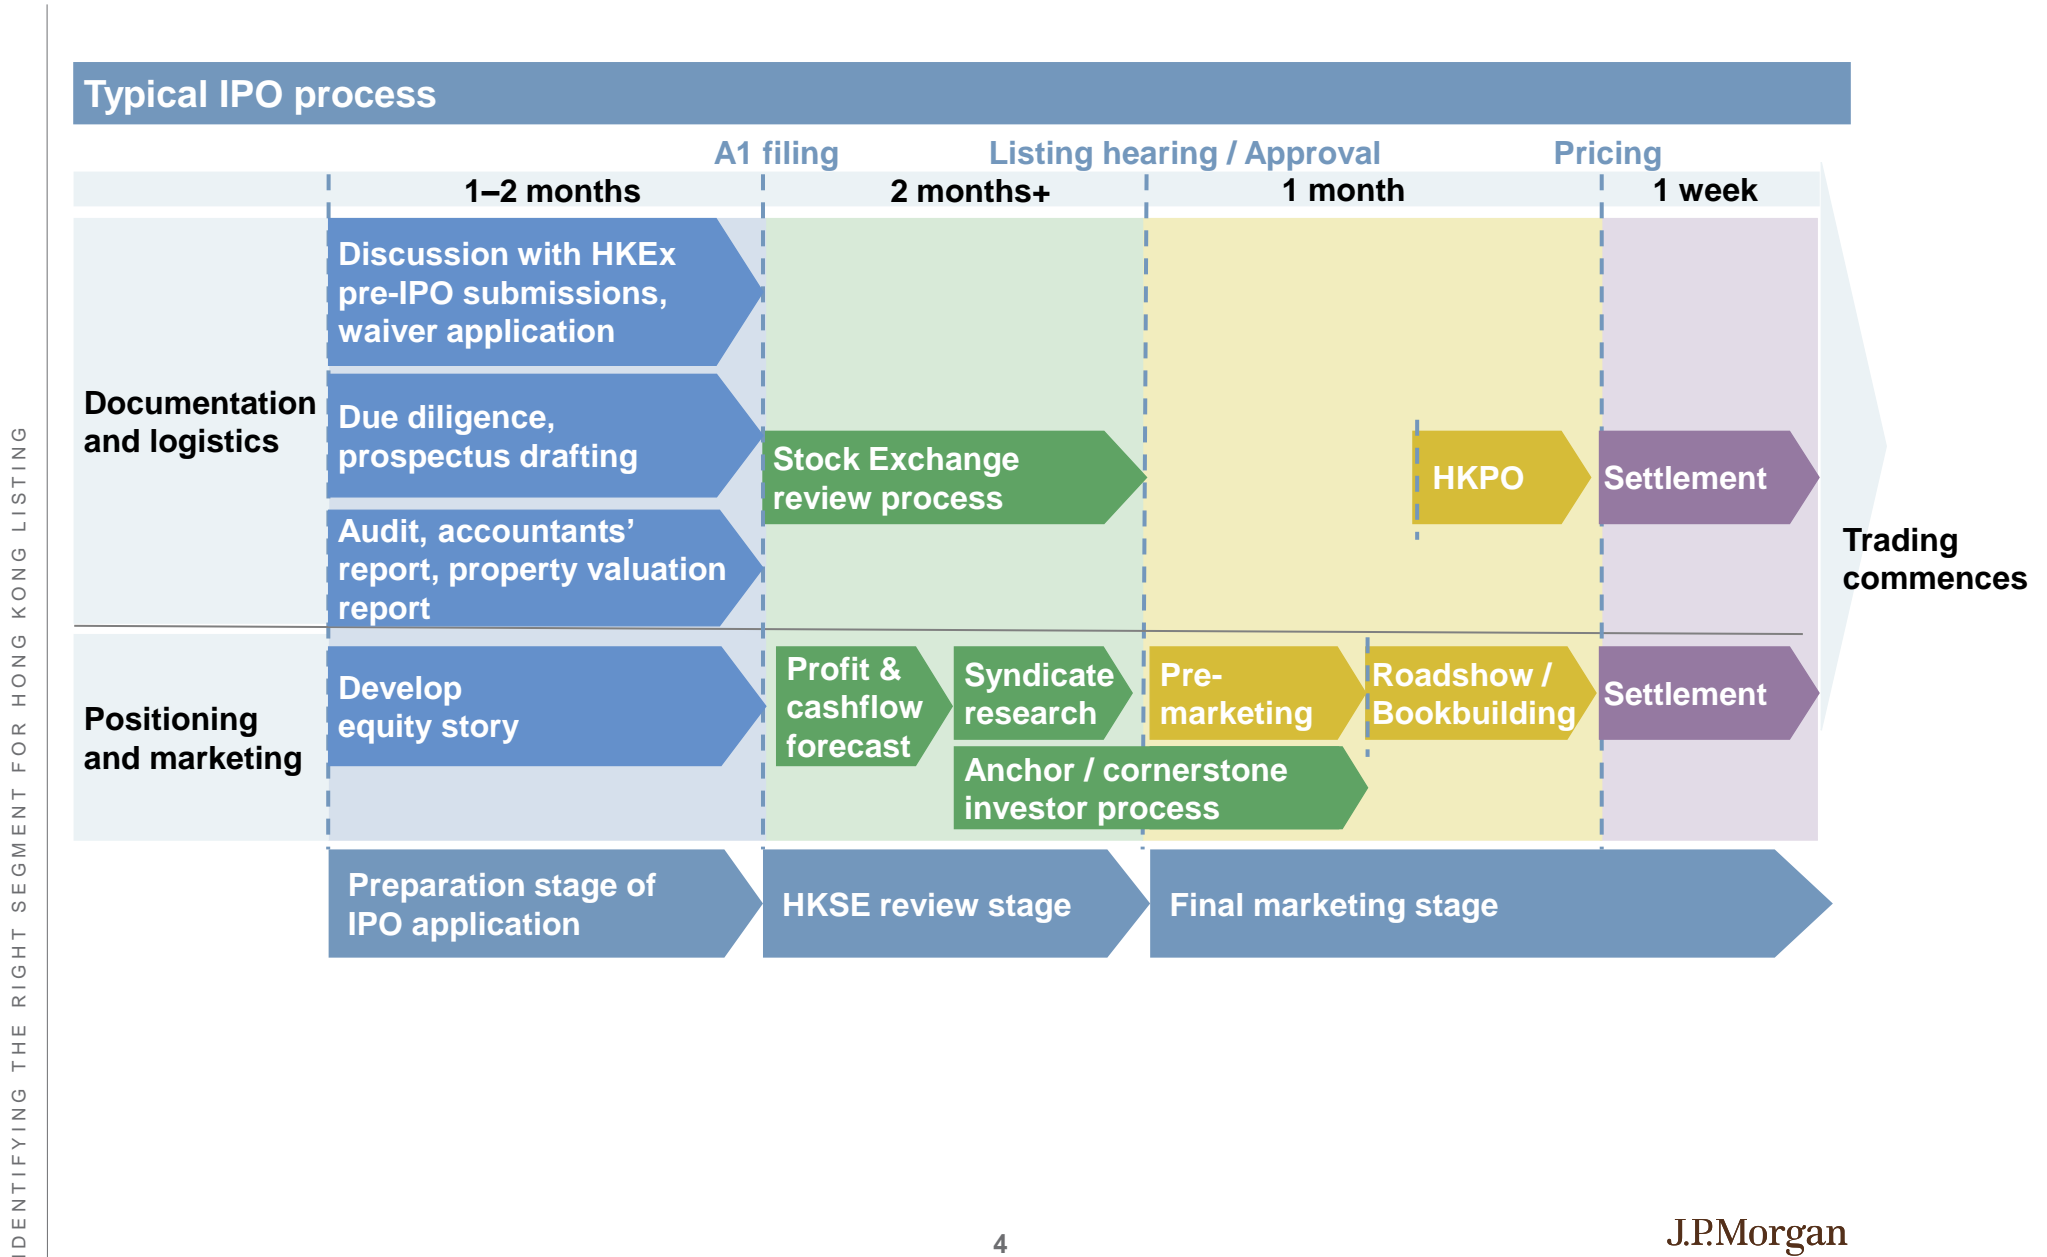 Typical IPO process
A1 filing
Listing hearing / Approval
Pricing
1–2 months
2 months+
1 month
1 week
Documentation
and logistics
Discussion with HKEx
pre-IPO submissions,
waiver application
Due diligence,
prospectus drafting
Audit, accountants’
report, property valuation
report
Stock Exchange
review process
HKPO
Settlement
Trading
commences
Positioning
and marketing
Develop
equity story
Profit &
cashflow
forecast
Syndicate
research
Anchor / cornerstone
investor process
Pre-
marketing
Roadshow /
Bookbuilding
Settlement
Preparation stage of
IPO application
HKSE review stage
Final marketing stage
IDENTIFYING THE RIGHT SEGMENT FOR HONG KONG LISTING
4
J.P.Morgan